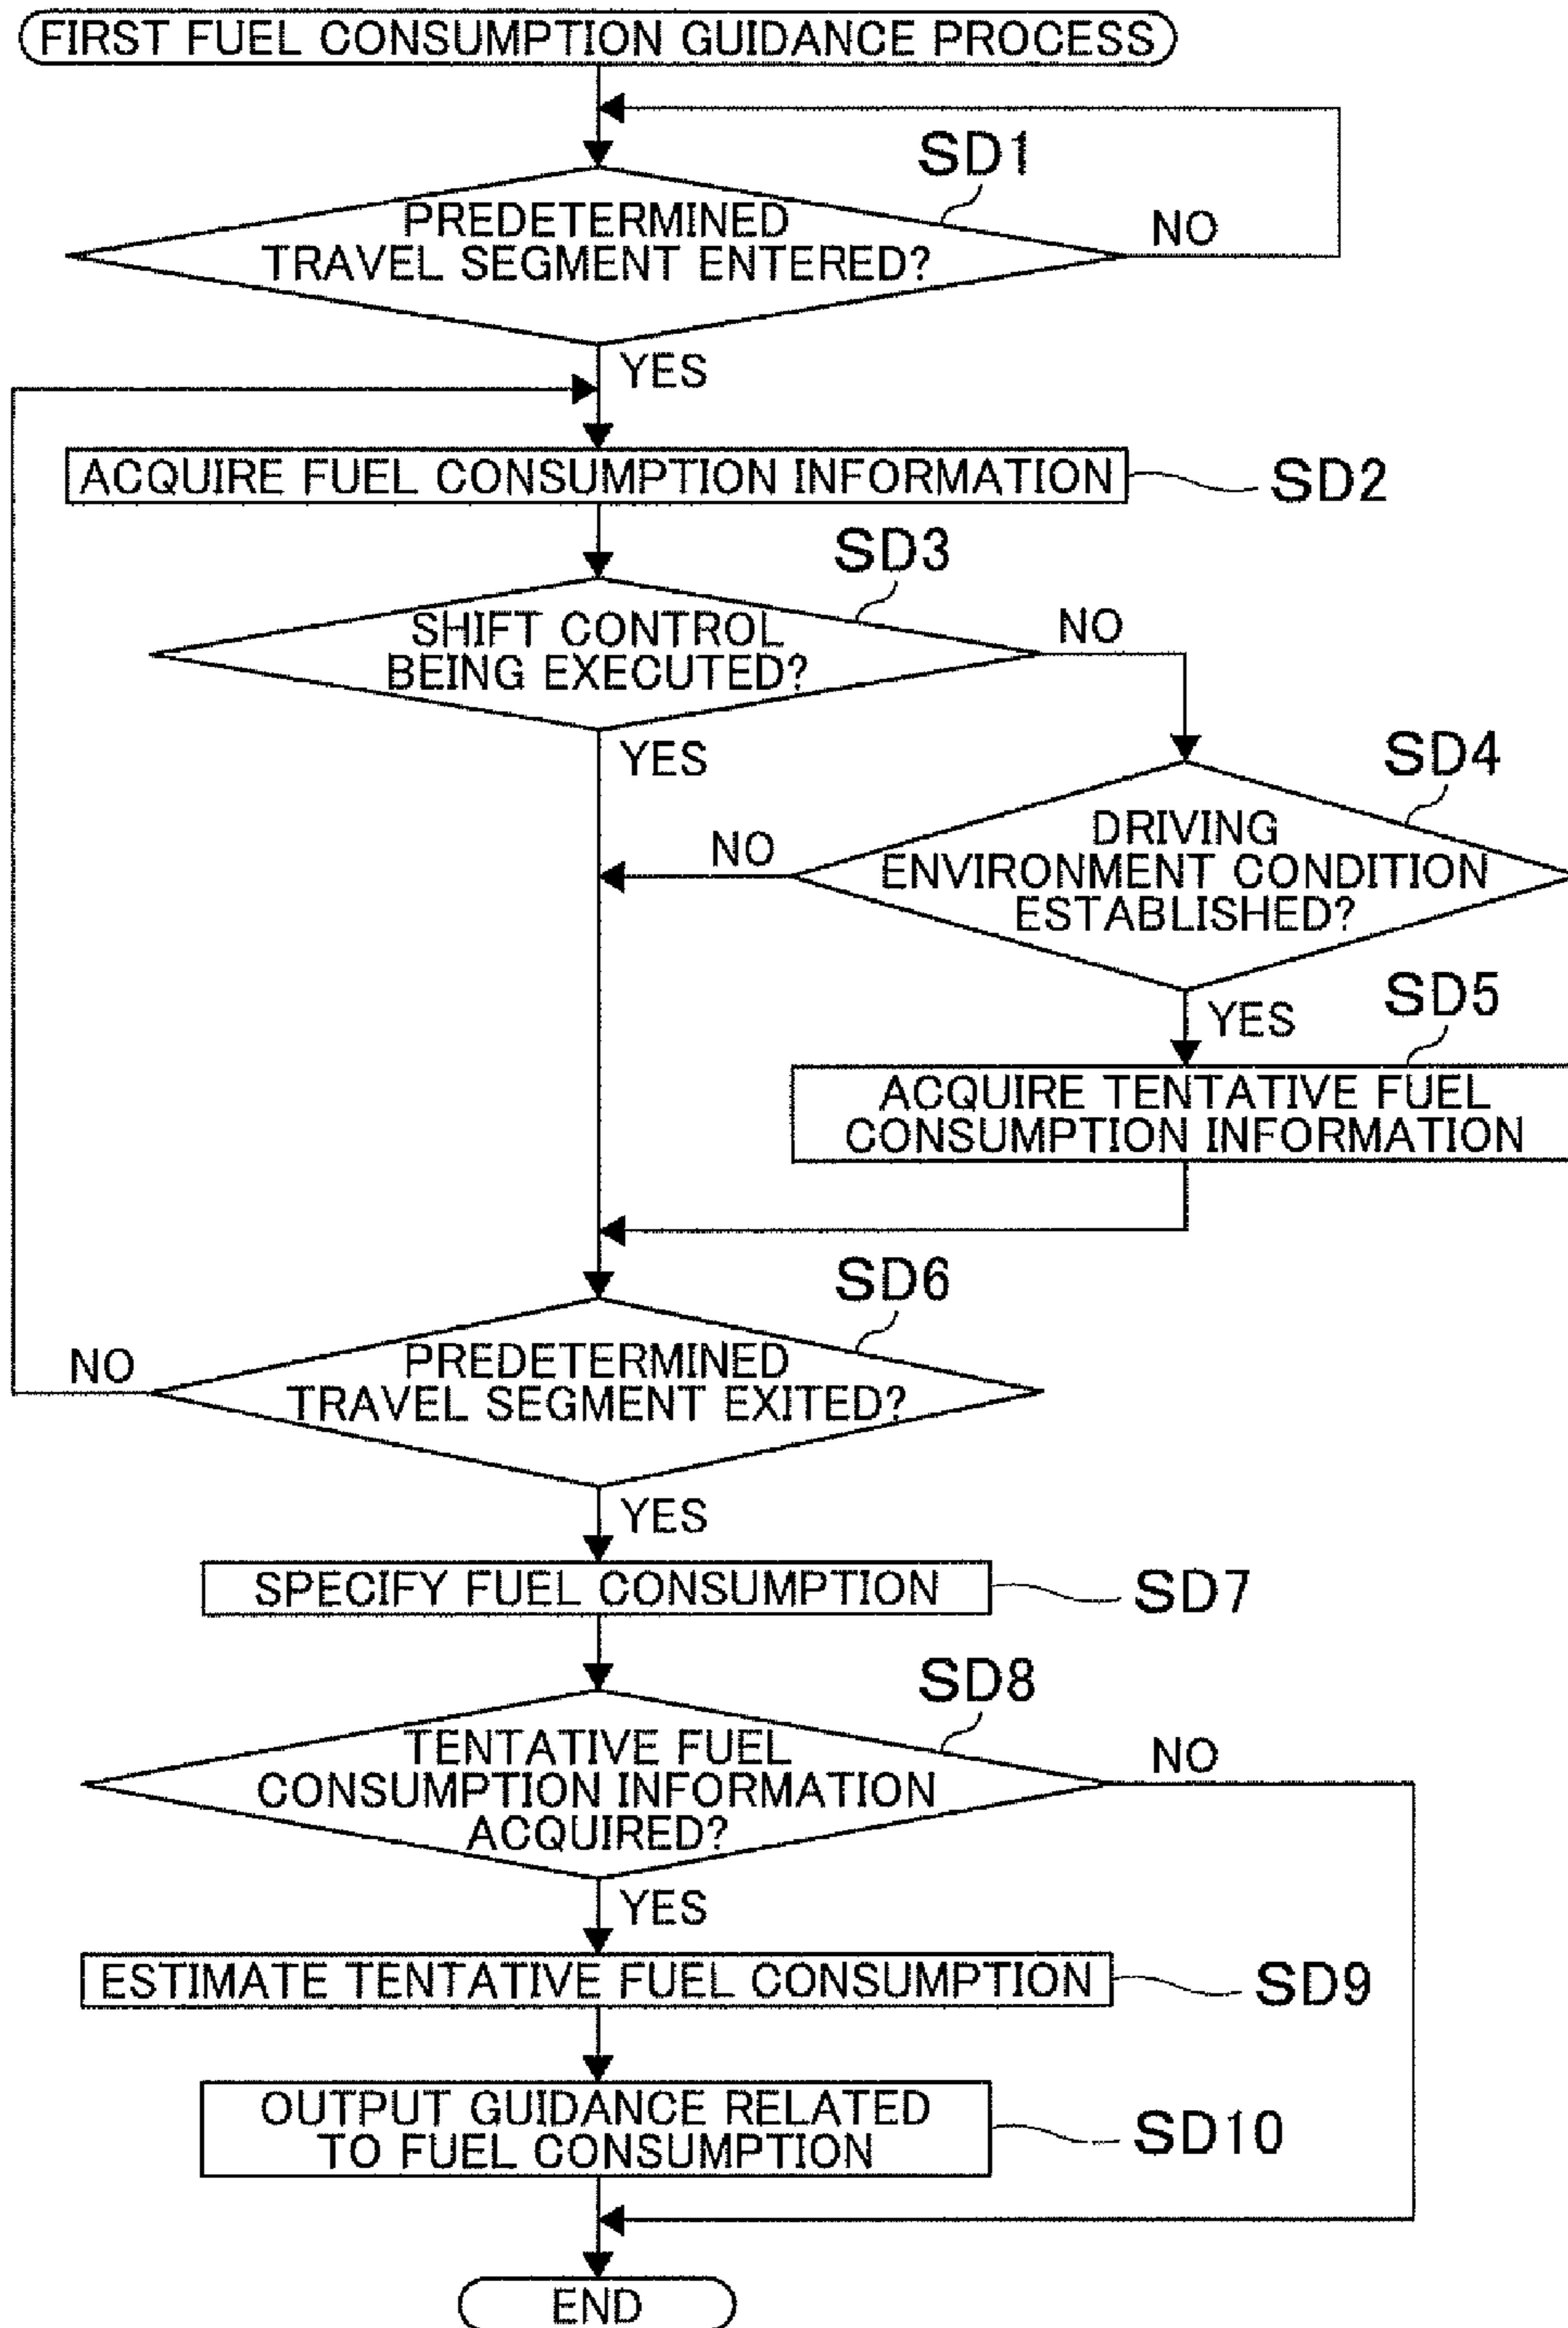 FIRST FUEL CONSUMPTION GUIDANCE PROCESS
SD1
PREDETERMINED
TRAVEL SEGMENT ENTERED?
NO
YES
ACQUIRE FUEL CONSUMPTION INFORMATION
SD2
SD3
SHIFT CONTROL
BEING EXECUTED?
NO
YES
SD4
DRIVING
ENVIRONMENT CONDITION
ESTABLISHED?
NO
YES
SD5
ACQUIRE TENTATIVE FUEL
CONSUMPTION INFORMATION
SD6
PREDETERMINED
TRAVEL SEGMENT EXITED?
NO
YES
SPECIFY FUEL CONSUMPTION
SD7
SD8
TENTATIVE FUEL
CONSUMPTION INFORMATION
ACQUIRED?
NO
YES
ESTIMATE TENTATIVE FUEL CONSUMPTION
SD9
OUTPUT GUIDANCE RELATED
TO FUEL CONSUMPTION
SD10
END